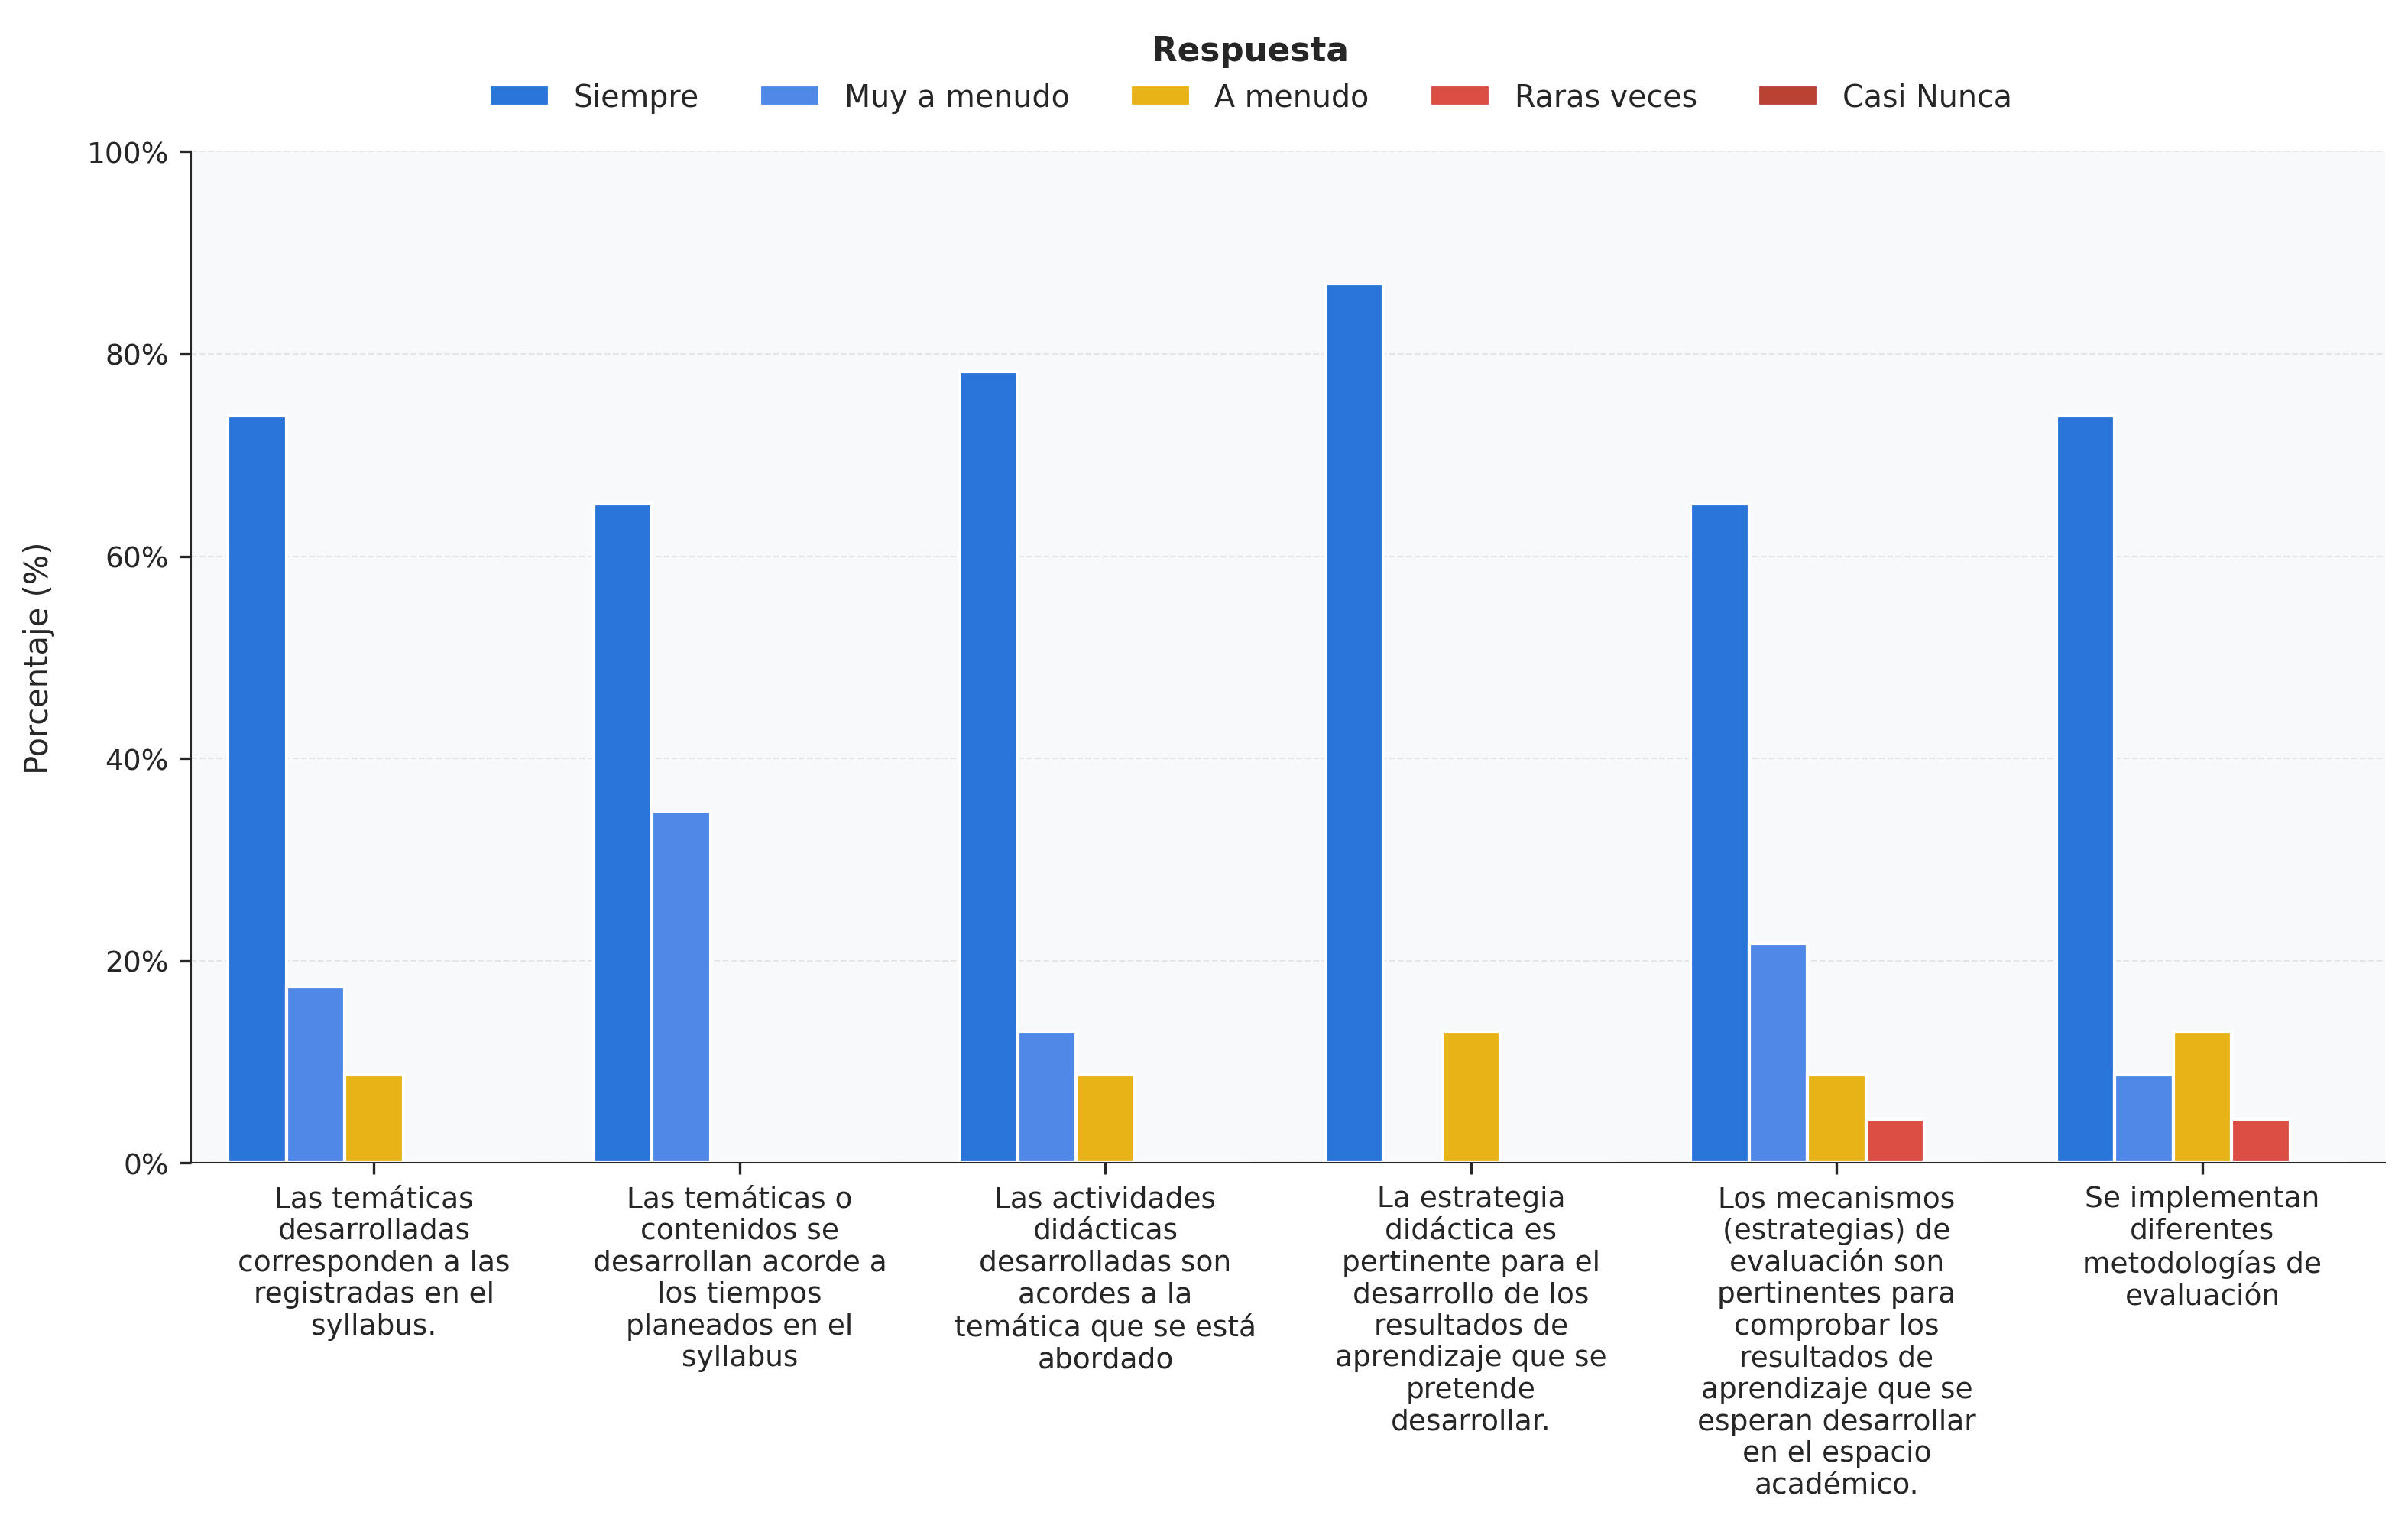 Respuesta
Siempre
Muy a menudo
A menudo
Raras veces
Casi Nunca
Porcentaje (%)
100%
80%
60%
40%
20%
0%
Las temáticas
desarrolladas
corresponden a las
registradas en el
syllabus.
Las temáticas o
contenidos se
desarrollan acorde a
los tiempos
planeados en el
syllabus
Las actividades
didácticas
desarrolladas son
acordes a la
temática que se está
abordado
La estrategia
didáctica es
pertinente para el
desarrollo de los
resultados de
aprendizaje que se
pretende
desarrollar.
Los mecanismos
(estrategias) de
evaluación son
pertinentes para
comprobar los
resultados de
aprendizaje que se
esperan desarrollar
en el espacio
académico.
Se implementan
diferentes
metodologías de
evaluación